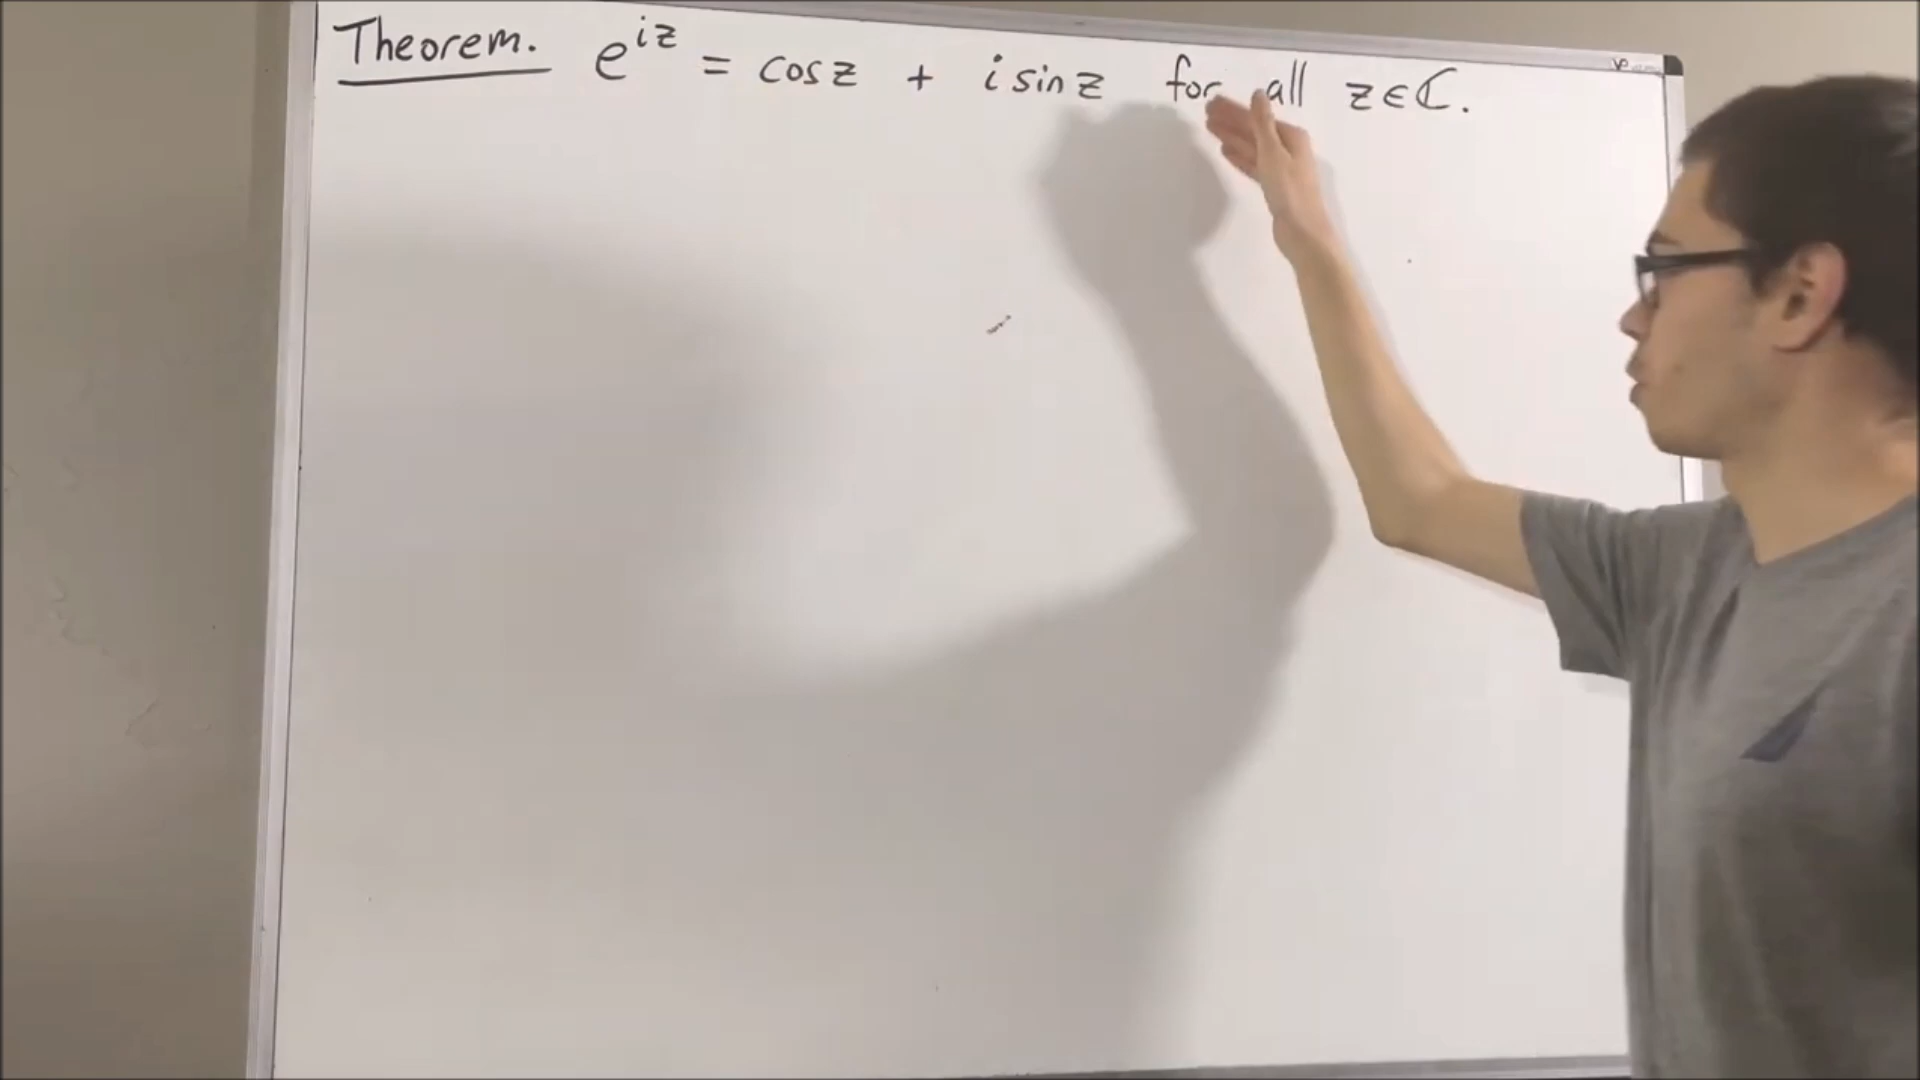 Theorem. e^{iz} = cos z + i sin z for all z ∈ ℂ.